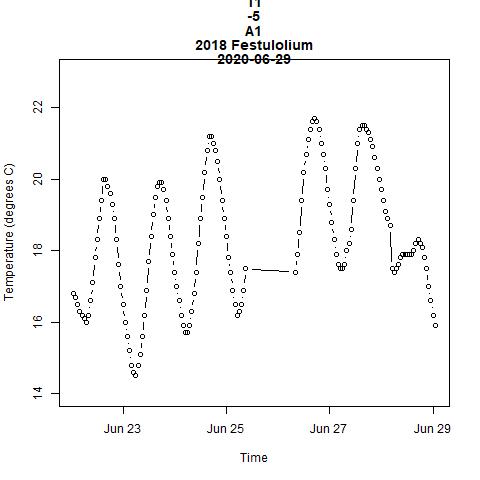 -5
A1
2018 Festulolium
2020-06-29
Temperature (degrees C)
22
20
18
16
14
Jun 23
Jun 25
Jun 27
Jun 29
Time